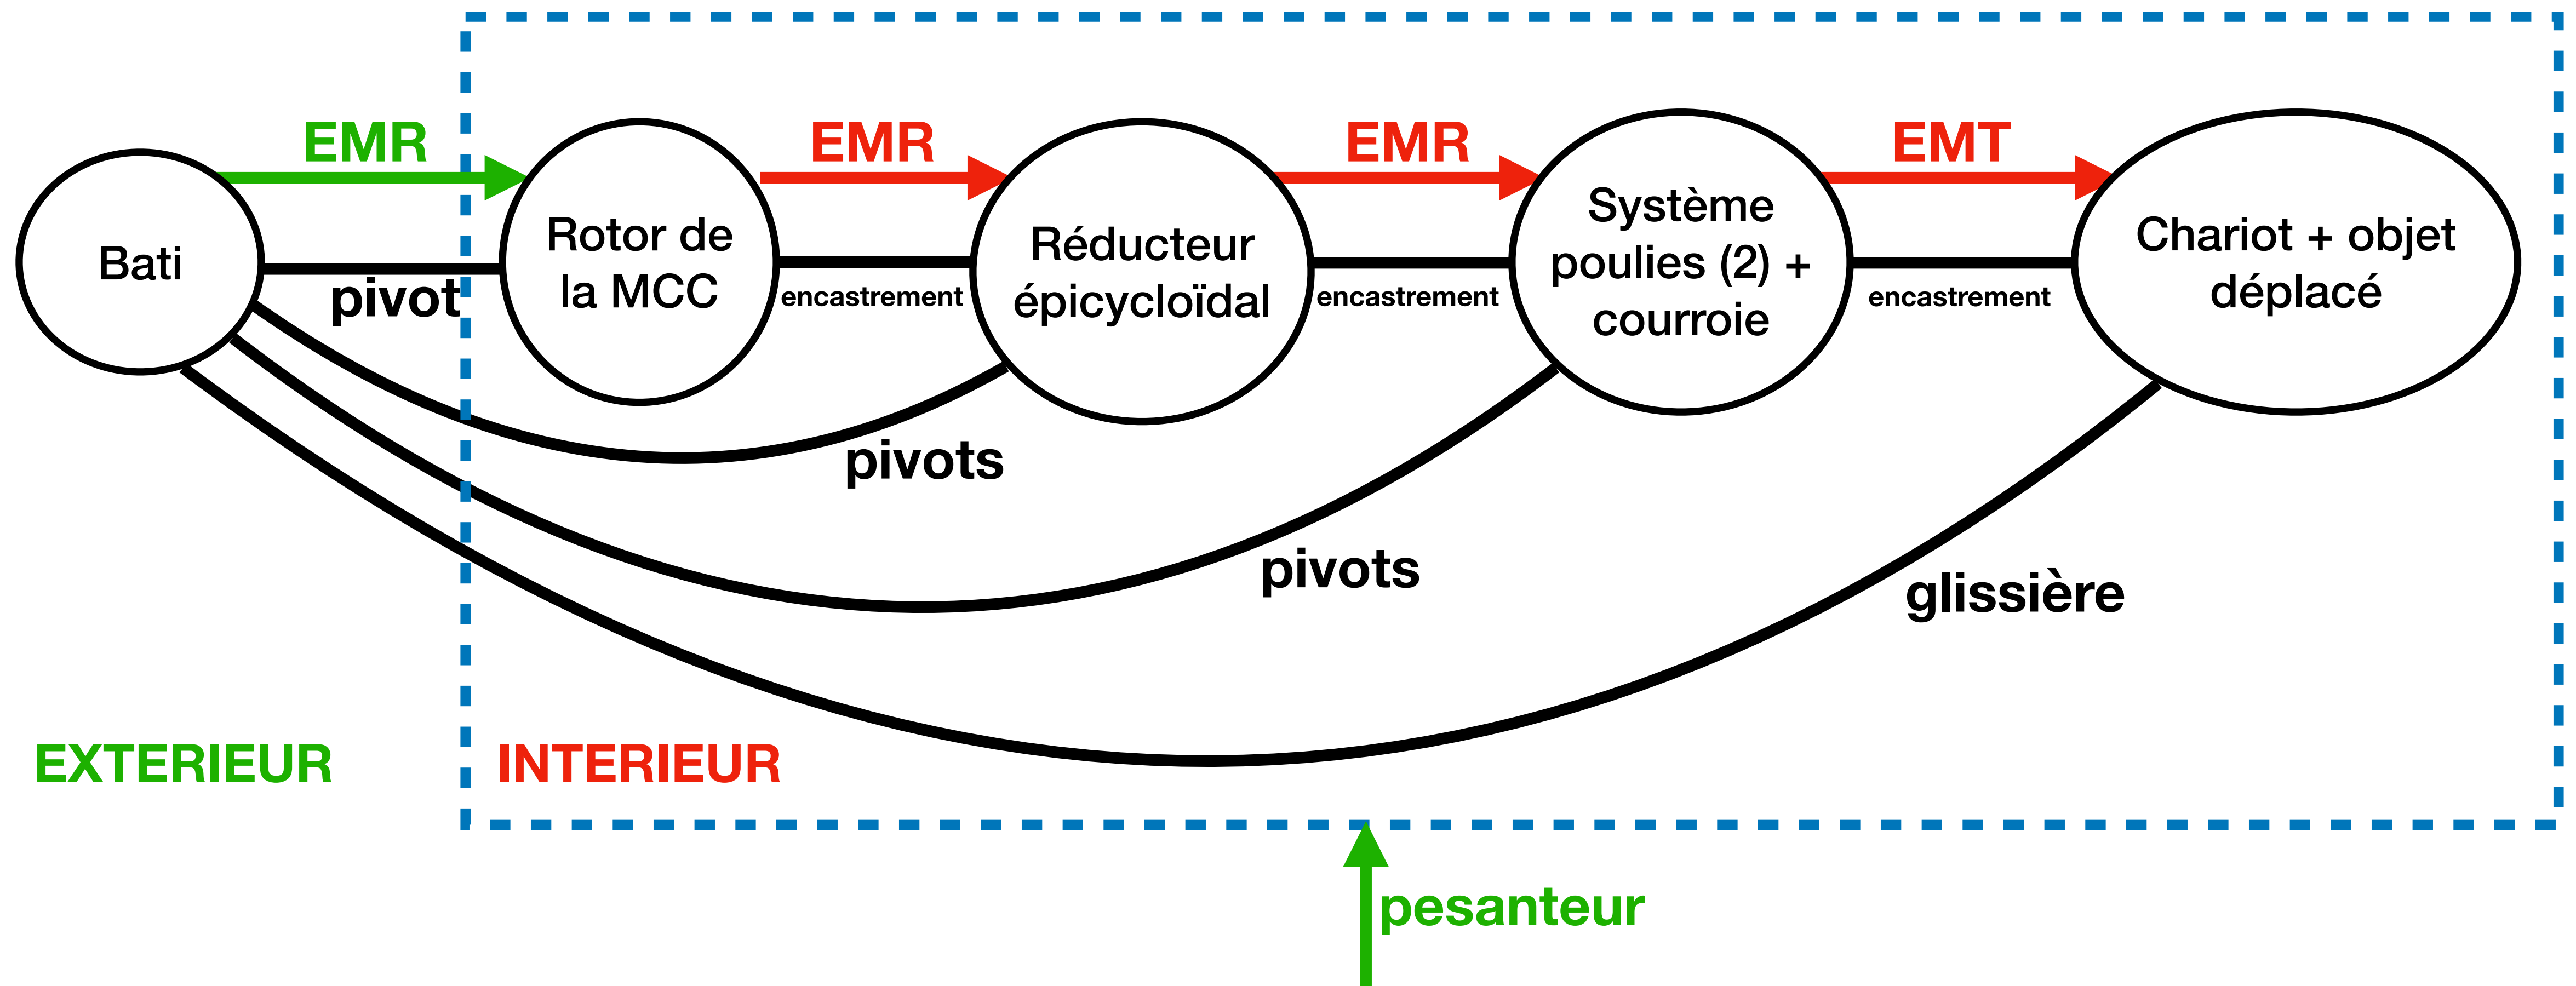 EMR
EMR
EMR
EMT
Bati
Rotor de
la MCC
Réducteur
épicycloïdal
Système
poulies (2) +
courroie
Chariot + objet
déplacé
pivot
encastrement
encastrement
encastrement
pivots
pivots
glissière
EXTERIEUR
INTERIEUR
pesanteur